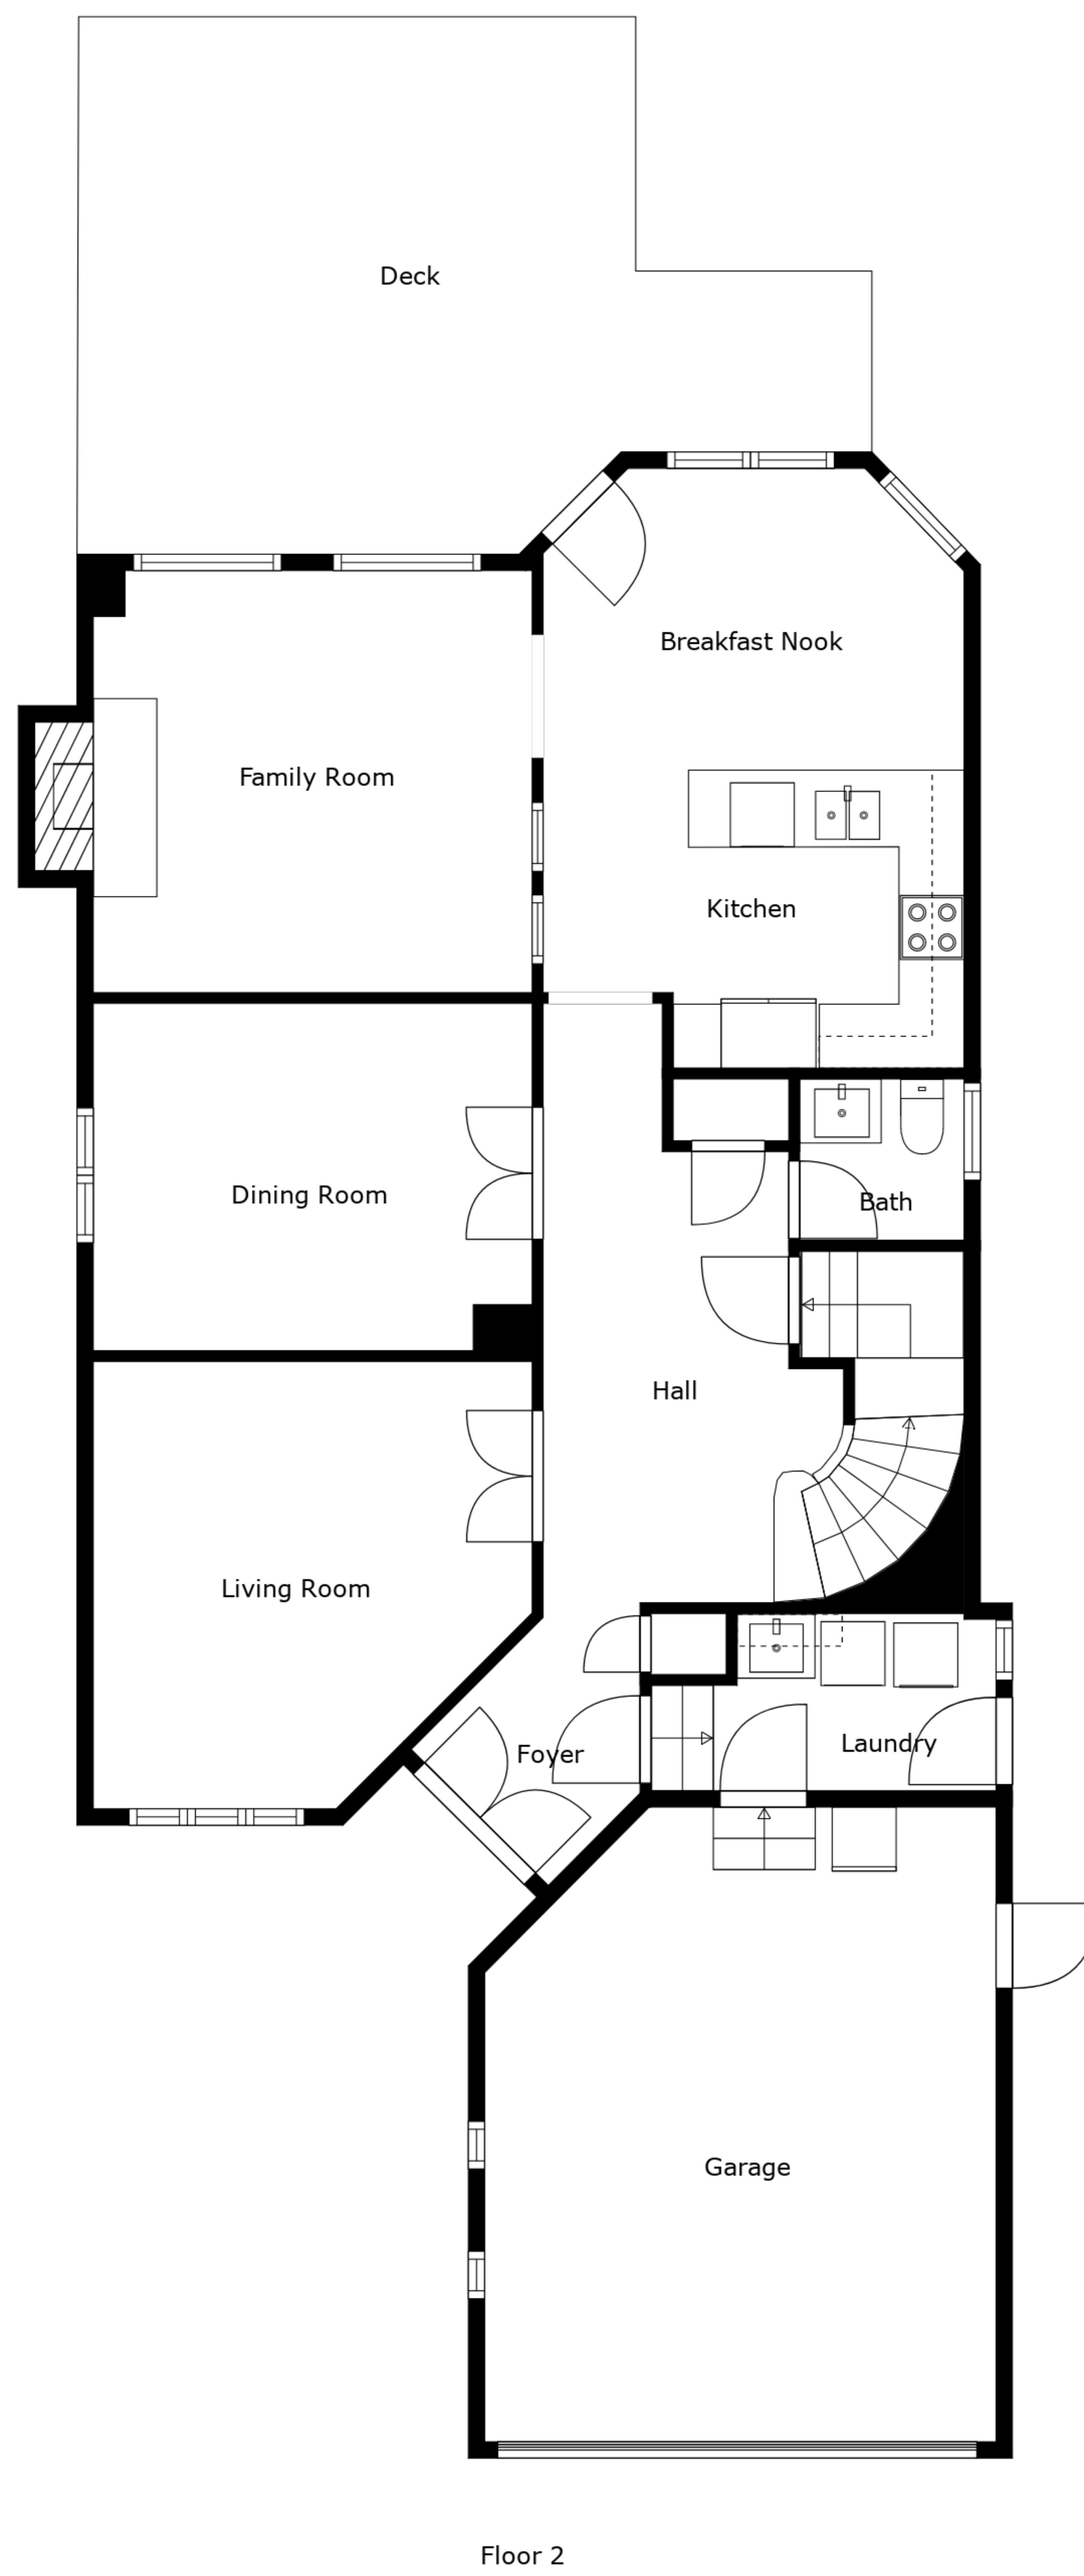 Deck
Breakfast Nook
Family Room
Kitchen
Dining Room
Bath
Hall
Living Room
Laundry
Foyer
Garage
Floor 2